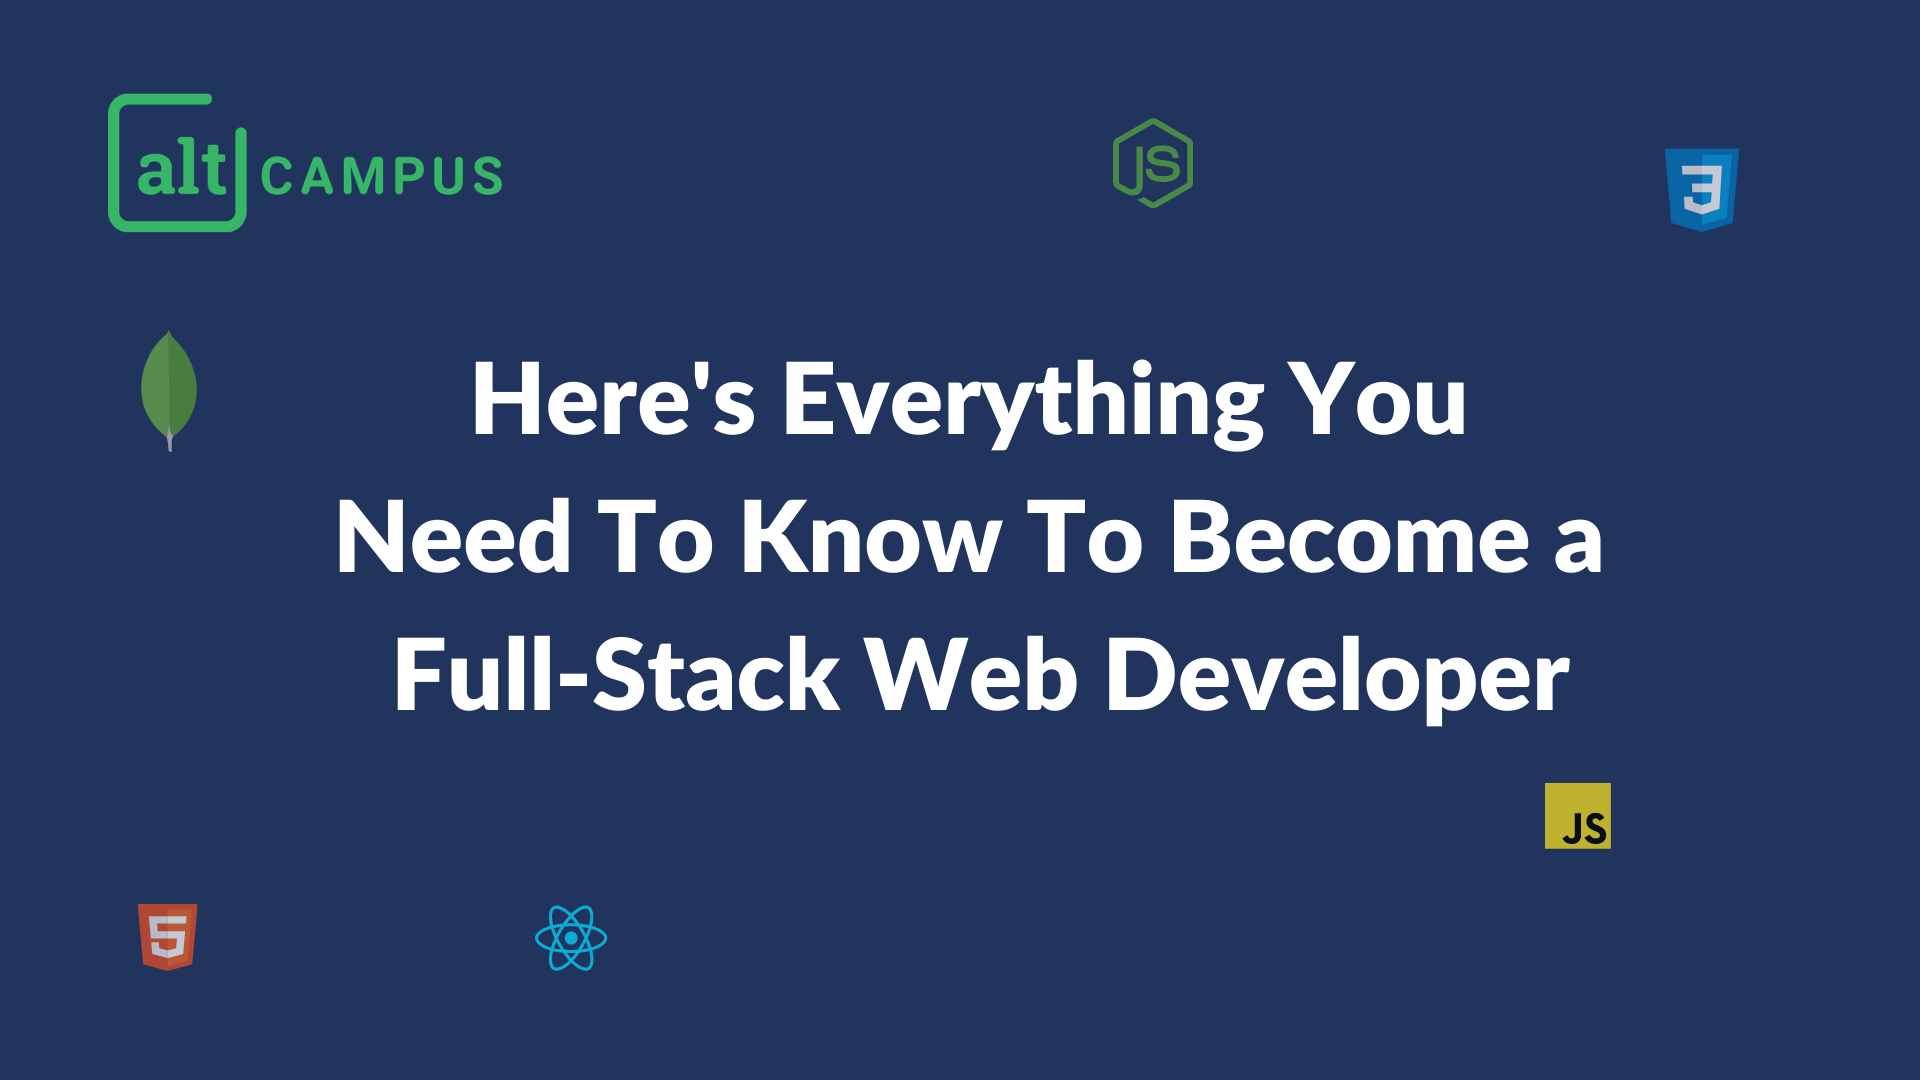 alt CAMPUS
JS
3
Here's Everything You
Need To Know To Become a
Full-Stack Web Developer
JS
5